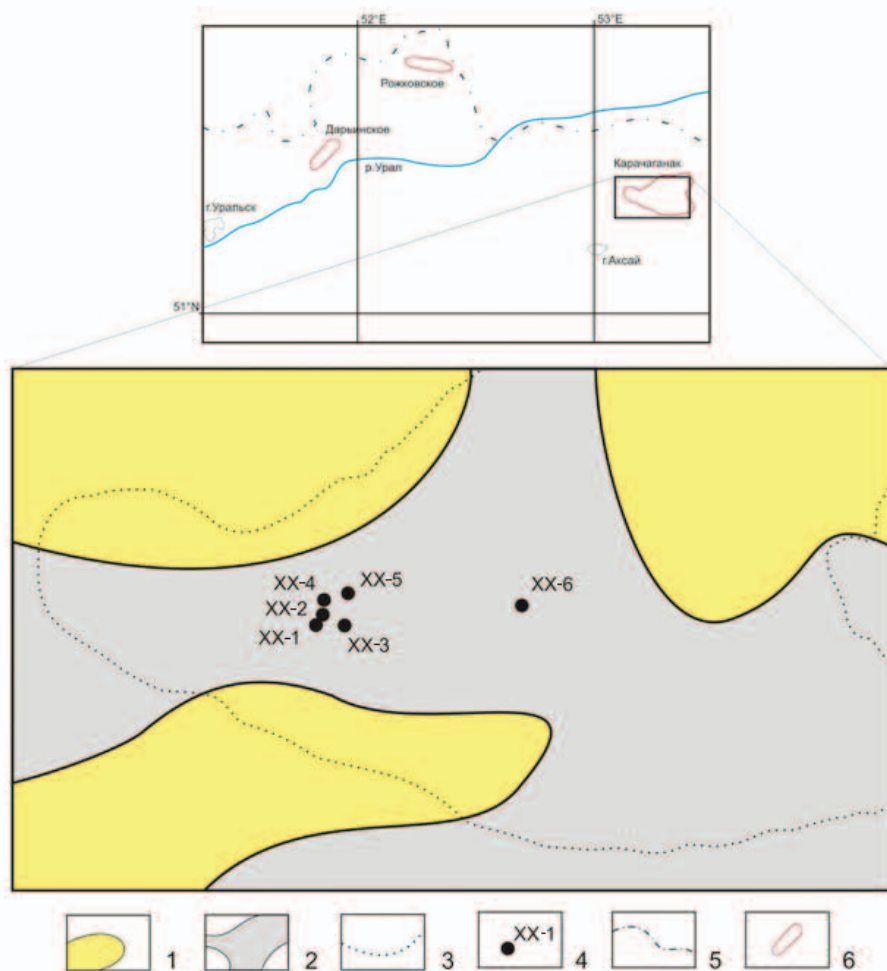 52°E
53°E
Рожковское
Дарьинское
Карачаганак
р.Урал
г.Уральск
г.Аксай
51°N
XX-4
XX-5
XX-2
XX-6
XX-1
XX-3
XX-1
1
2
3
4
5
6